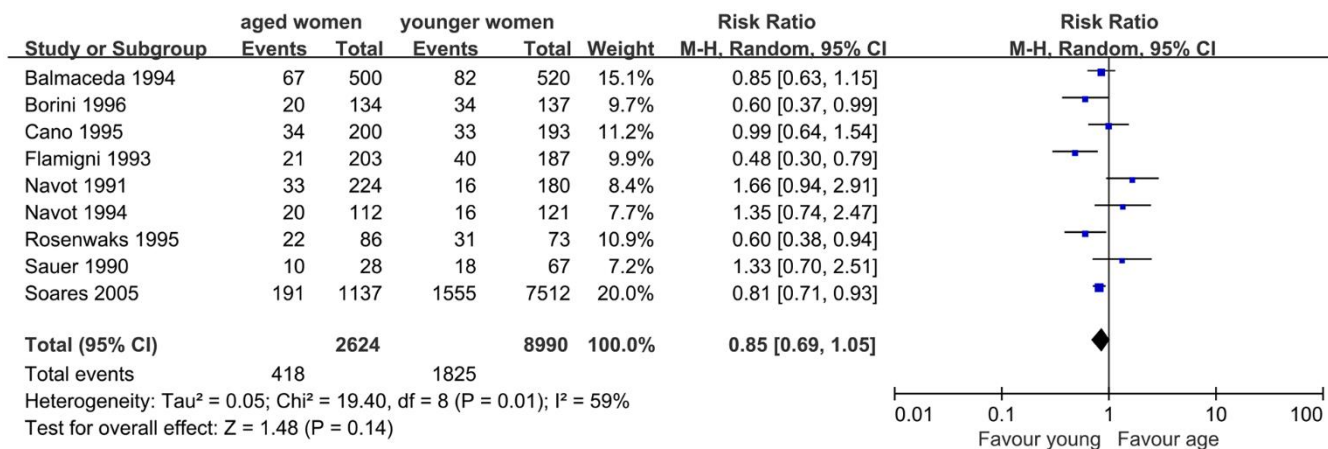 aged women younger women Risk Ratio Risk Ratio
Study or Subgroup Events Total Events Total Weight M-H, Random, 95% CI M-H, Random, 95% CI
Balmaceda 1994 67 500 82 520 15.1% 0.85 [0.63, 1.15]
Borini 1996 20 134 34 137 9.7% 0.60 [0.37, 0.99]
Cano 1995 34 200 33 193 11.2% 0.99 [0.64, 1.54]
Flamigni 1993 21 203 40 187 9.9% 0.48 [0.30, 0.79]
Navot 1991 33 224 16 180 8.4% 1.66 [0.94, 2.91]
Navot 1994 20 112 16 121 7.7% 1.35 [0.74, 2.47]
Rosenwaks 1995 22 86 31 73 10.9% 0.60 [0.38, 0.94]
Sauer 1990 10 28 18 67 7.2% 1.33 [0.70, 2.51]
Soares 2005 191 1137 1555 7512 20.0% 0.81 [0.71, 0.93]
Total (95% CI) 2624 8990 100.0% 0.85 [0.69, 1.05]
Total events 418 1825
Heterogeneity: Tau² = 0.05; Chi² = 19.40, df = 8 (P = 0.01); I² = 59%
Test for overall effect: Z = 1.48 (P = 0.14)
0.01 0.1 1 10 100
Favour young Favour age